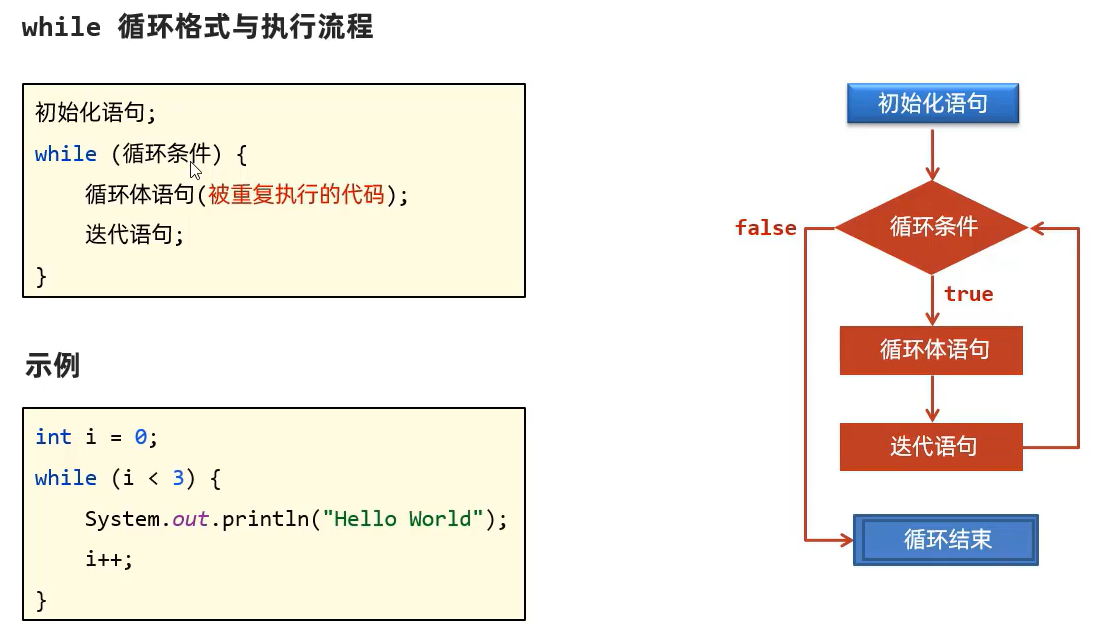 while 循环格式与执行流程
初始化语句;
while (循环条件) {
循环体语句(被重复执行的代码);
迭代语句;
}
示例
int i = 0;
while (i < 3) {
System.out.println("Hello World");
i++;
}
初始化语句
循环条件
false
true
循环体语句
迭代语句
循环结束